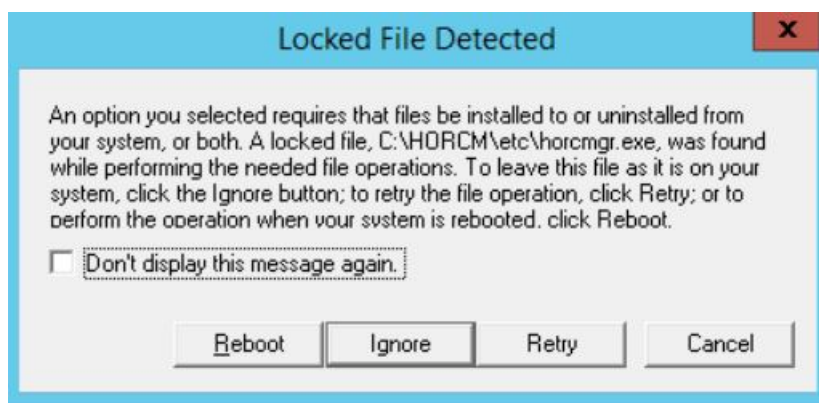 Locked File Detected
x
An option you selected requires that files be installed to or uninstalled from
your system, or both. A locked file, C:\HORCM\etc\horcmgr.exe, was found
while performing the needed file operations. To leave this file as it is on your
system, click the Ignore button; to retry the file operation, click Retry; or to
perform the operation when your system is rebooted, click Reboot.
Don't display this message again.
Reboot Ignore Retry Cancel